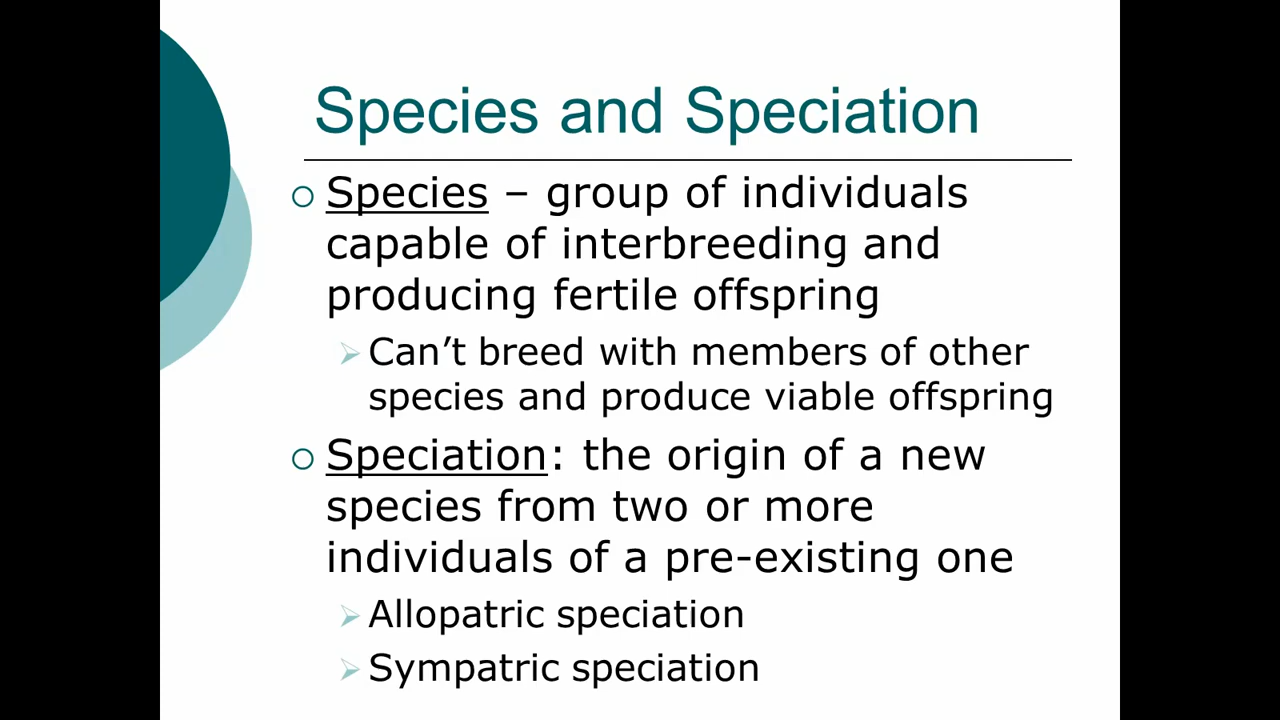 Species and Speciation
Species – group of individuals
capable of interbreeding and
producing fertile offspring
Can’t breed with members of other
species and produce viable offspring
Speciation: the origin of a new
species from two or more
individuals of a pre-existing one
Allopatric speciation
Sympatric speciation